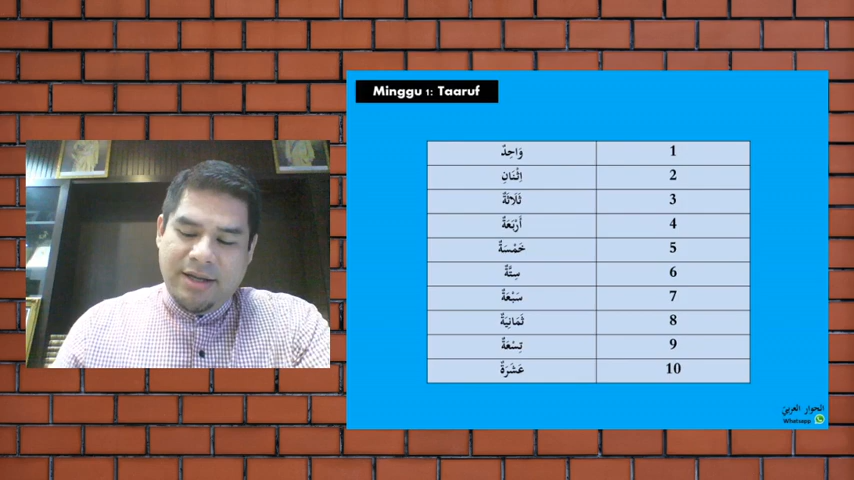 Minggu 1: Taaruf
وَاحِدٌ 1
اِثْنَانِ 2
ثَلَاثَةٌ 3
أَرْبَعَةٌ 4
خَمْسَةٌ 5
سِتَّةٌ 6
سَبْعَةٌ 7
ثَمَانِيَةٌ 8
تِسْعَةٌ 9
عَشَرَةٌ 10
الحوار العربيّ
Whatsapp